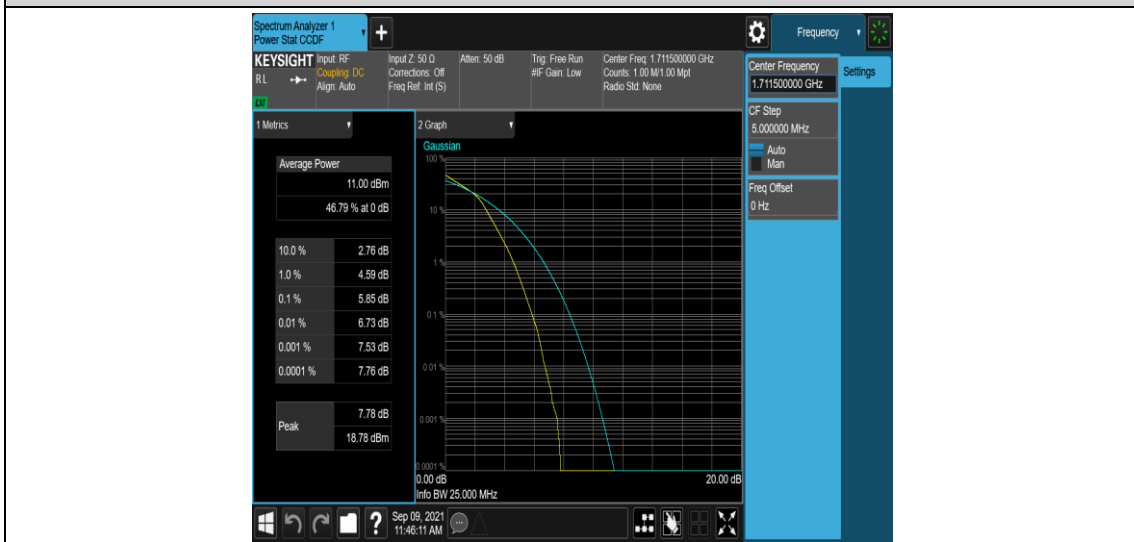 Spectrum Analyzer 1
Power Stat CCDF
+
Frequency
KEYSIGHT
RL
LXI
Input: RF
Coupling: DC
Align: Auto
Input Z: 50 Ω
Corrections: Off
Freq Ref: Int (S)
Atten: 50 dB
Trig: Free Run
#IF Gain: Low
Center Freq: 1.711500000 GHz
Counts: 1.00 M/1.00 Mpt
Radio Std: None
Center Frequency
1.711500000 GHz
Settings
CF Step
5.000000 MHz
Auto
Man
Freq Offset
0 Hz
1 Metrics
Average Power
11.00 dBm
46.79 % at 0 dB
10.0 % 2.76 dB
1.0 % 4.59 dB
0.1 % 5.85 dB
0.01 % 6.73 dB
0.001 % 7.53 dB
0.0001 % 7.76 dB
Peak
7.78 dB
18.78 dBm
2 Graph
Gaussian
100 %
10 %
1 %
0.1 %
0.01 %
0.001 %
0.0001 %
0.00 dB 20.00 dB
Info BW 25.000 MHz
?
Sep 09, 2021
11:46:11 AM